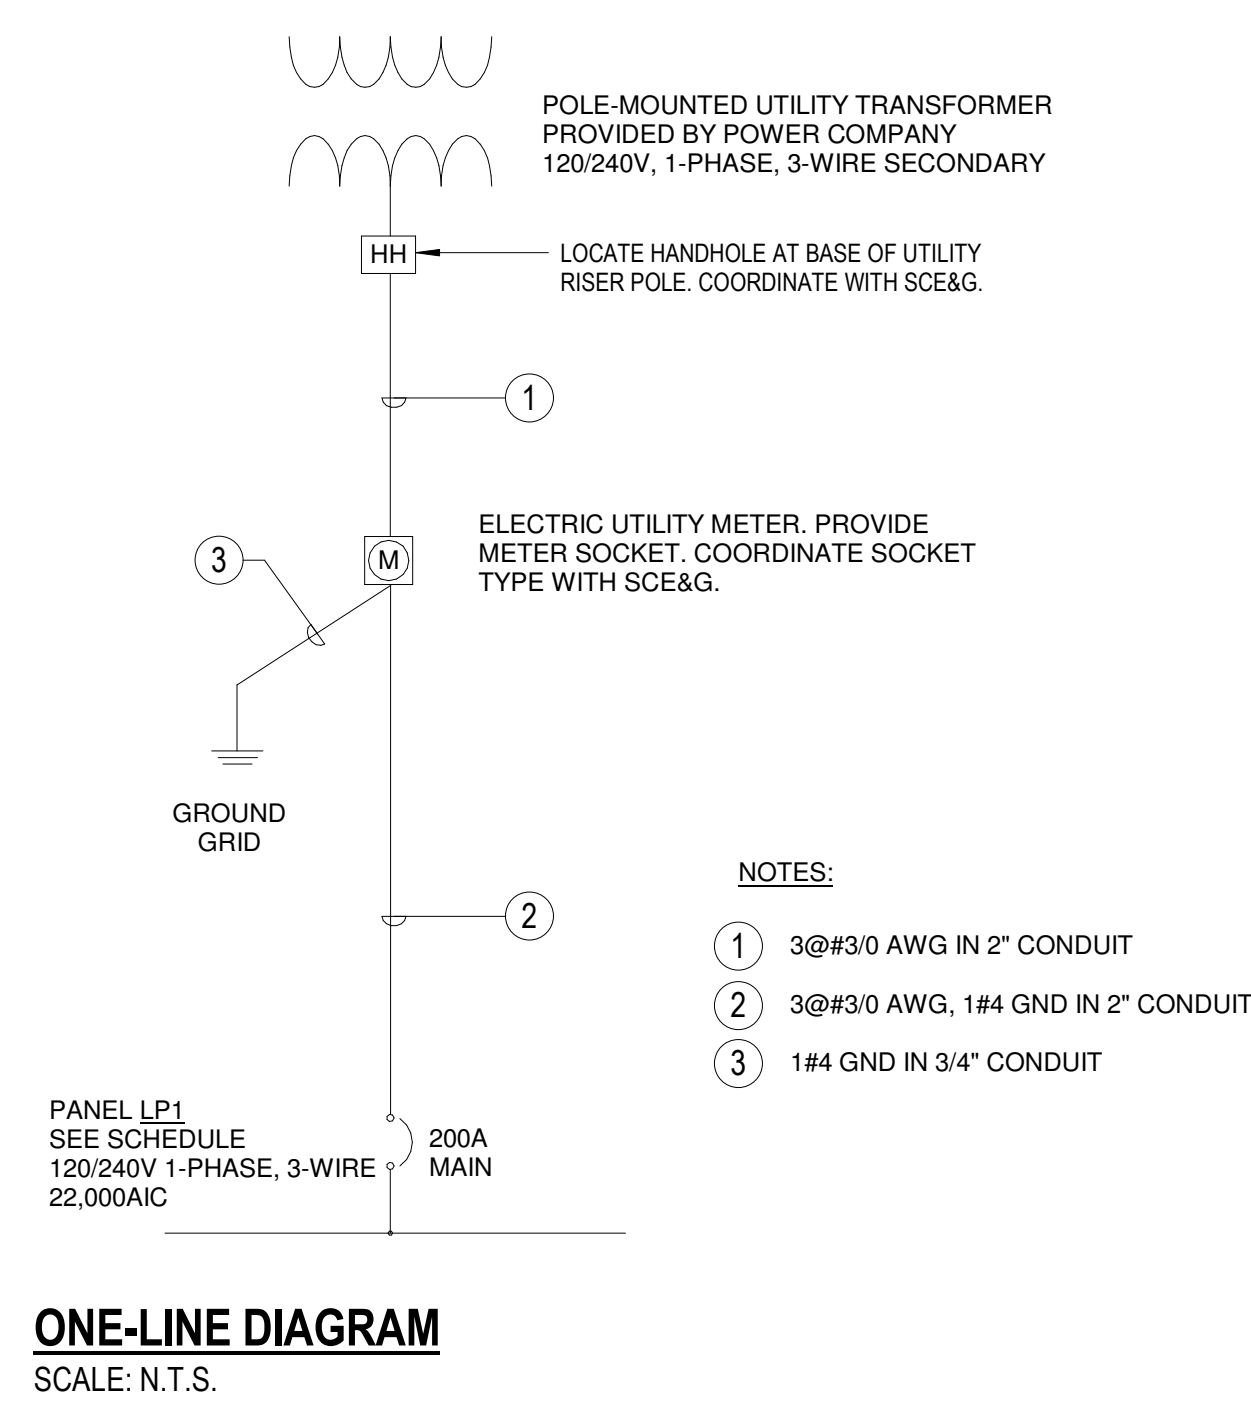 POLE-MOUNTED UTILITY TRANSFORMER
PROVIDED BY POWER COMPANY
120/240V, 1-PHASE, 3-WIRE SECONDARY
HH
LOCATE HANDHOLE AT BASE OF UTILITY
RISER POLE. COORDINATE WITH SCE&G.
1
ELECTRIC UTILITY METER. PROVIDE
METER SOCKET. COORDINATE SOCKET
TYPE WITH SCE&G.
3
M
GROUND
GRID
2
NOTES:
1 3@#3/0 AWG IN 2" CONDUIT
2 3@#3/0 AWG, 1#4 GND IN 2" CONDUIT
3 1#4 GND IN 3/4" CONDUIT
PANEL LP1
SEE SCHEDULE
120/240V 1-PHASE, 3-WIRE
22,000AIC
200A
MAIN
ONE-LINE DIAGRAM
SCALE: N.T.S.